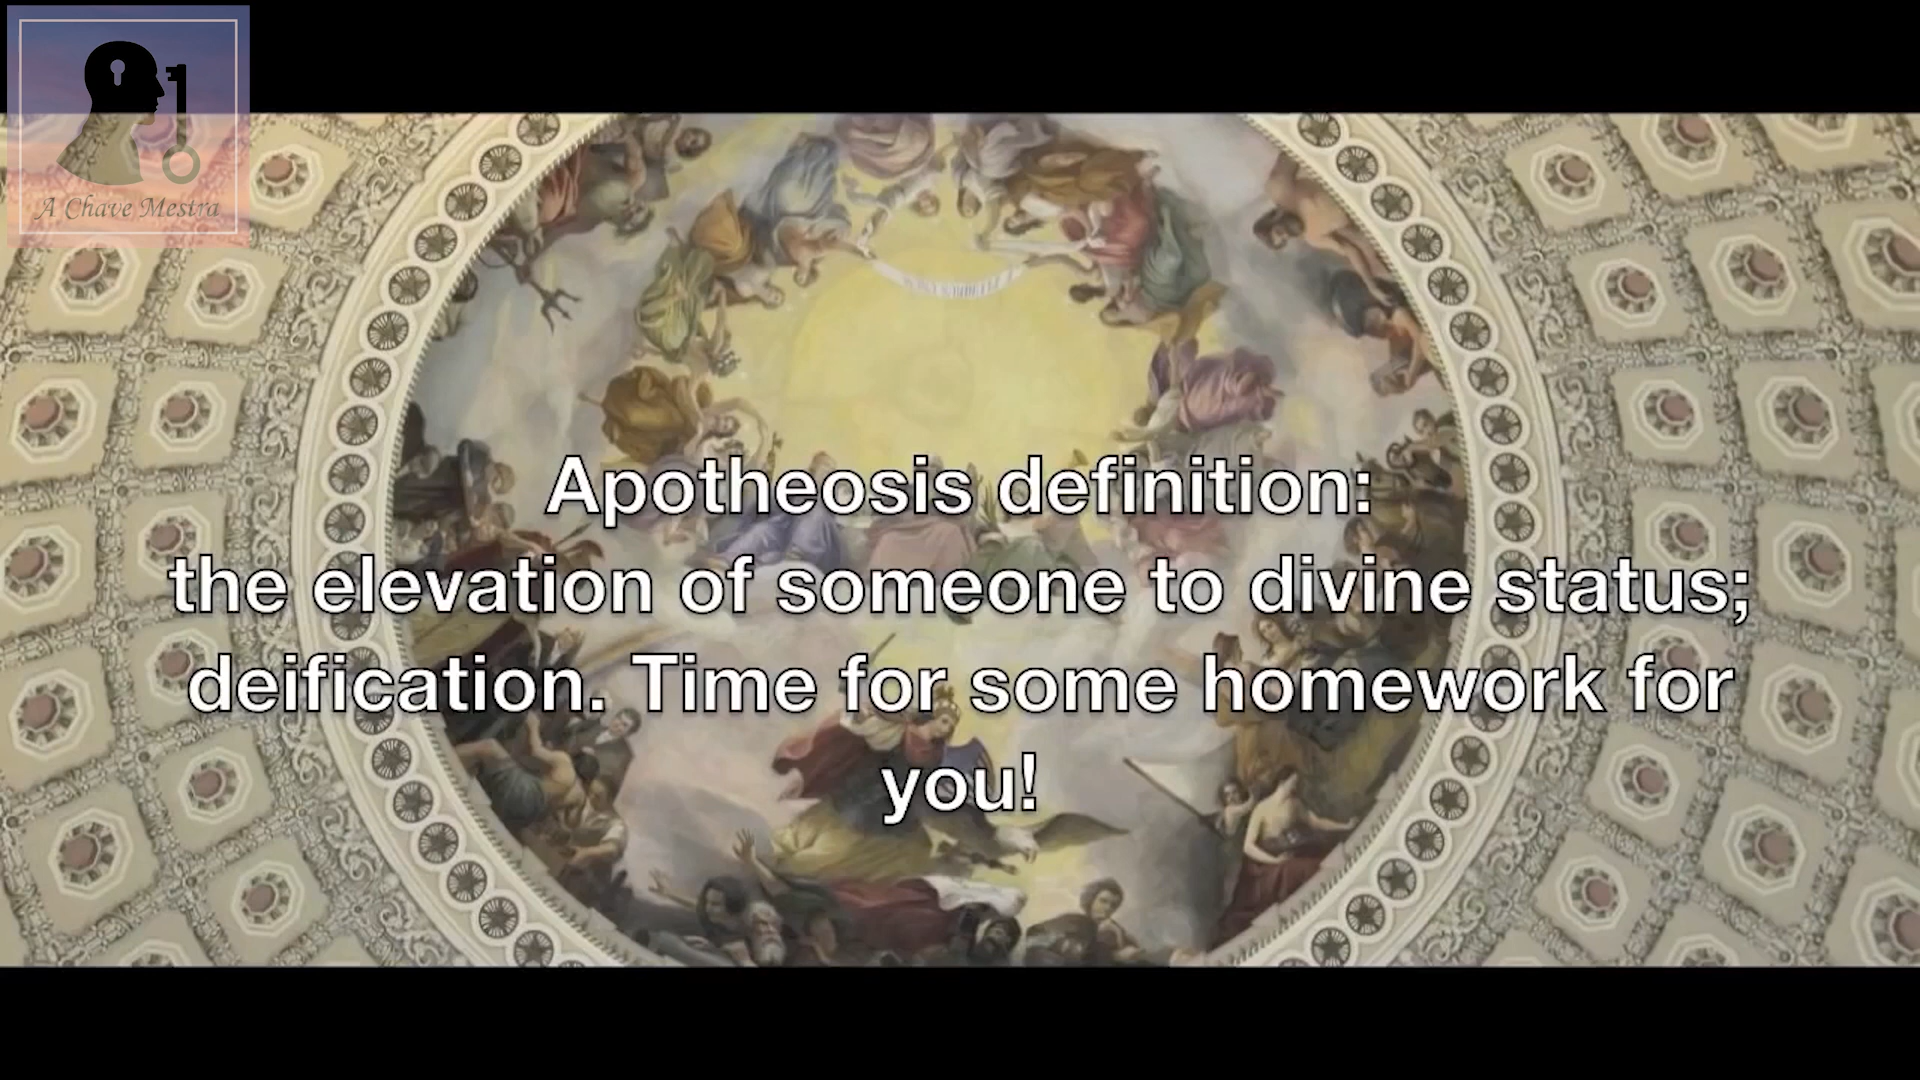 A Chave Mestra
Apotheosis definition:
the elevation of someone to divine status;
deification. Time for some homework for
you!